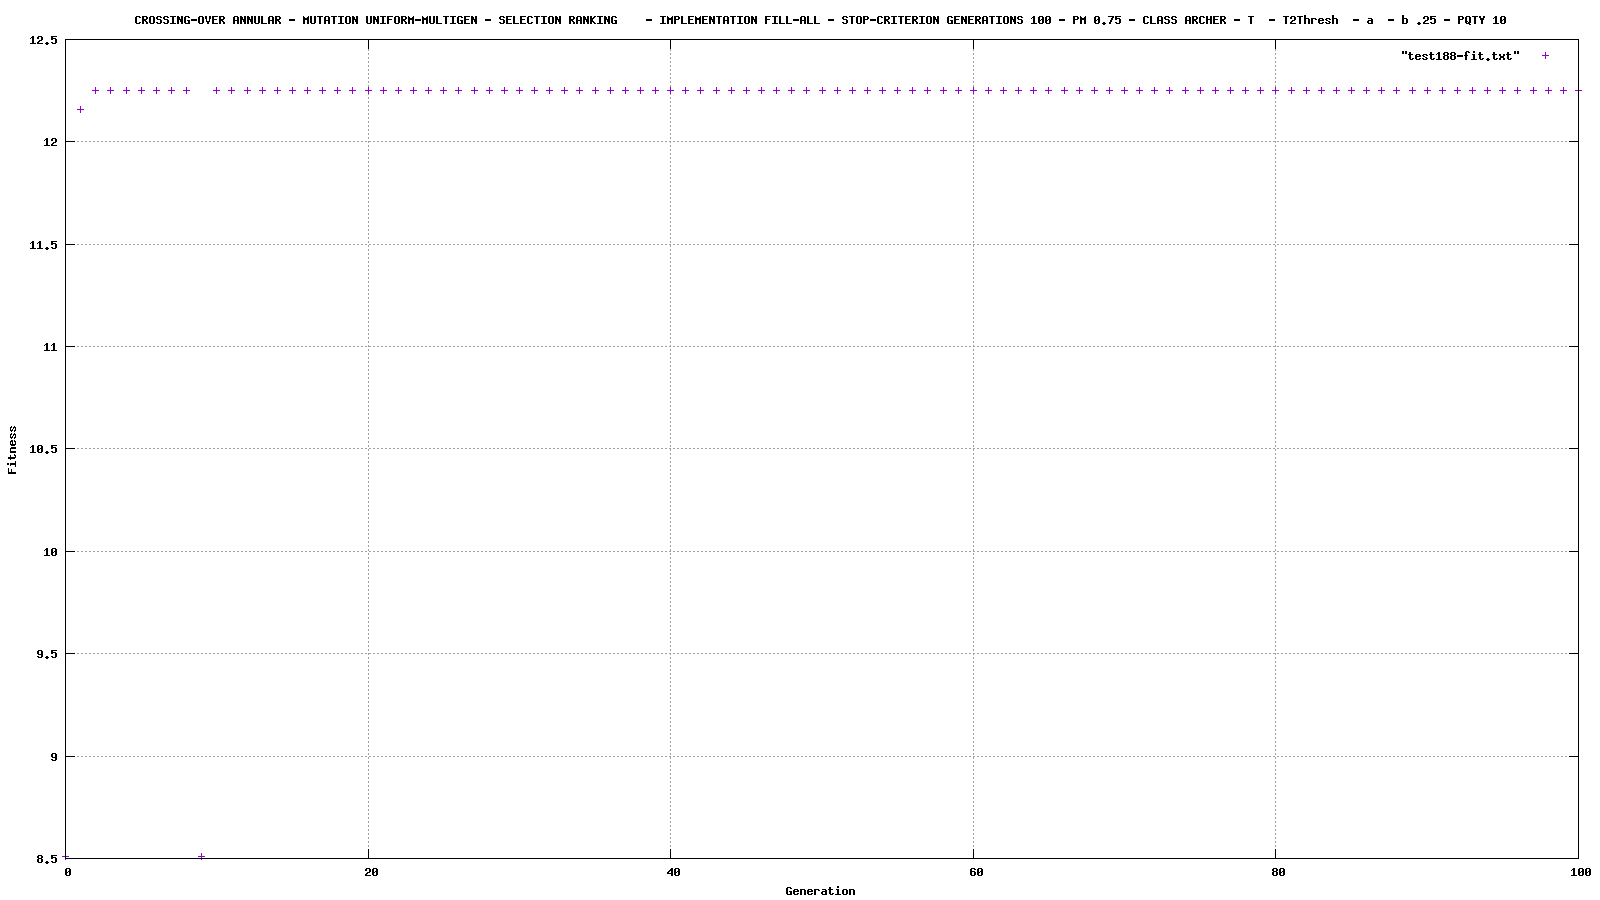 CROSSING-OVER ANNULAR - MUTATION UNIFORM-MULTIGEN - SELECTION RANKING    - IMPLEMENTATION FILL-ALL - STOP-CRITERION GENERATIONS 100 - PM 0.75 - CLASS ARCHER - T  - T2Thresh  - a  - b .25 - PQTY 10
"test188-fit.txt"
12.5
12
11.5
11
10.5
10
9.5
9
8.5
Fitness
0 20 40 60 80 100
Generation